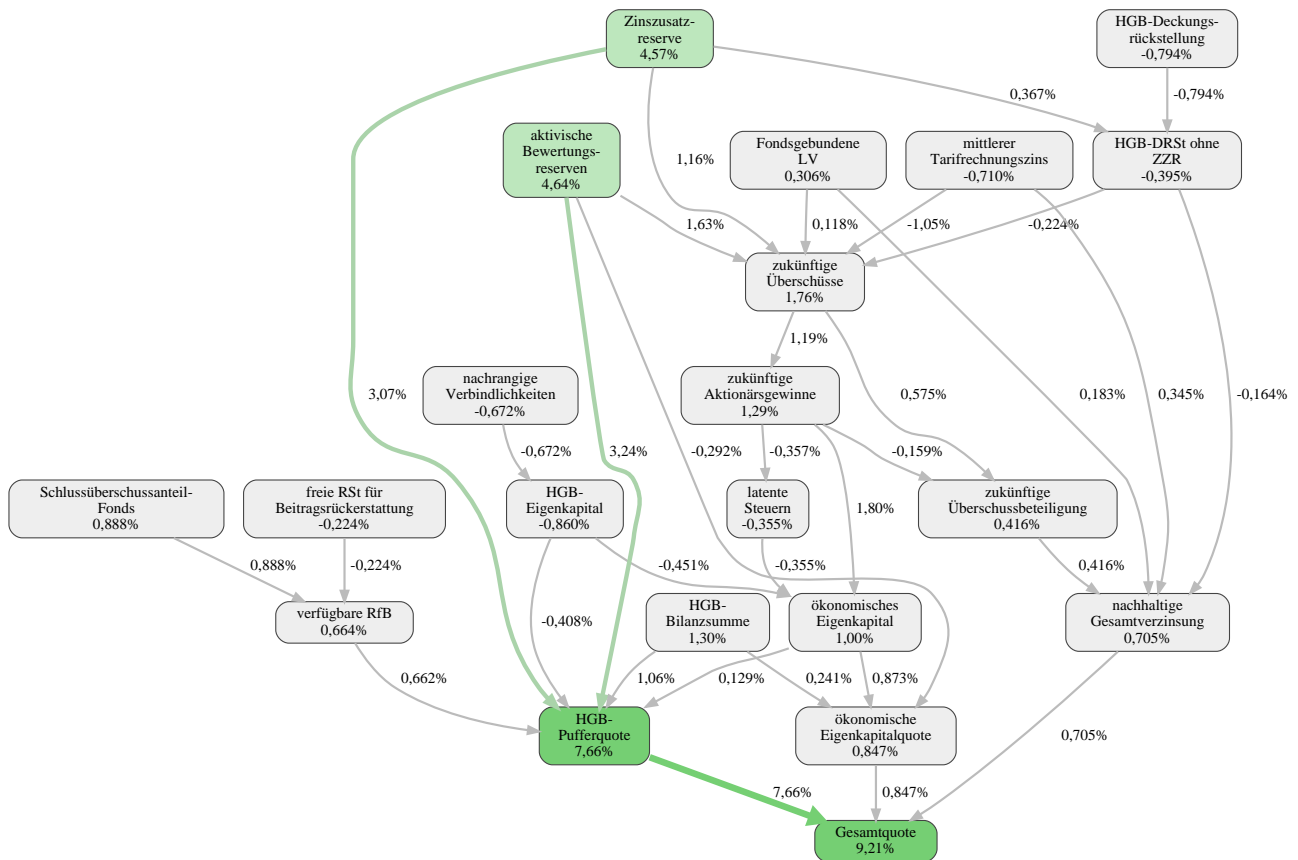 Zinszusatz-
reserve
4,57%
HGB-Deckungs-
rückstellung
-0,794%
0,367%
-0,794%
aktivische
Bewertungs-
reserven
4,64%
1,16%
Fondsgebundene
LV
0,306%
mittlerer
Tarifrechnungszins
-0,710%
HGB-DRSt ohne
ZZR
-0,395%
1,63%
0,118%
-1,05%
-0,224%
zukünftige
Überschüsse
1,76%
1,19%
nachrangige
Verbindlichkeiten
-0,672%
zukünftige
Aktionärsgewinne
1,29%
3,07%
0,575%
0,183%
0,345%
-0,164%
-0,672%
3,24%
-0,292%
-0,357%
-0,159%
Schlussüberschussanteil-
Fonds
0,888%
freie RSt für
Beitragsrückerstattung
-0,224%
HGB-
Eigenkapital
-0,860%
latente
Steuern
-0,355%
1,80%
zukünftige
Überschussbeteiligung
0,416%
0,888%
-0,224%
-0,451%
-0,355%
0,416%
verfügbare RfB
0,664%
-0,408%
HGB-
Bilanzsumme
1,30%
ökonomisches
Eigenkapital
1,00%
nachhaltige
Gesamtverzinsung
0,705%
0,662%
1,06%
0,129%
0,241%
0,873%
HGB-
Pufferquote
7,66%
ökonomische
Eigenkapitalquote
0,847%
0,705%
7,66%
0,847%
Gesamtquote
9,21%